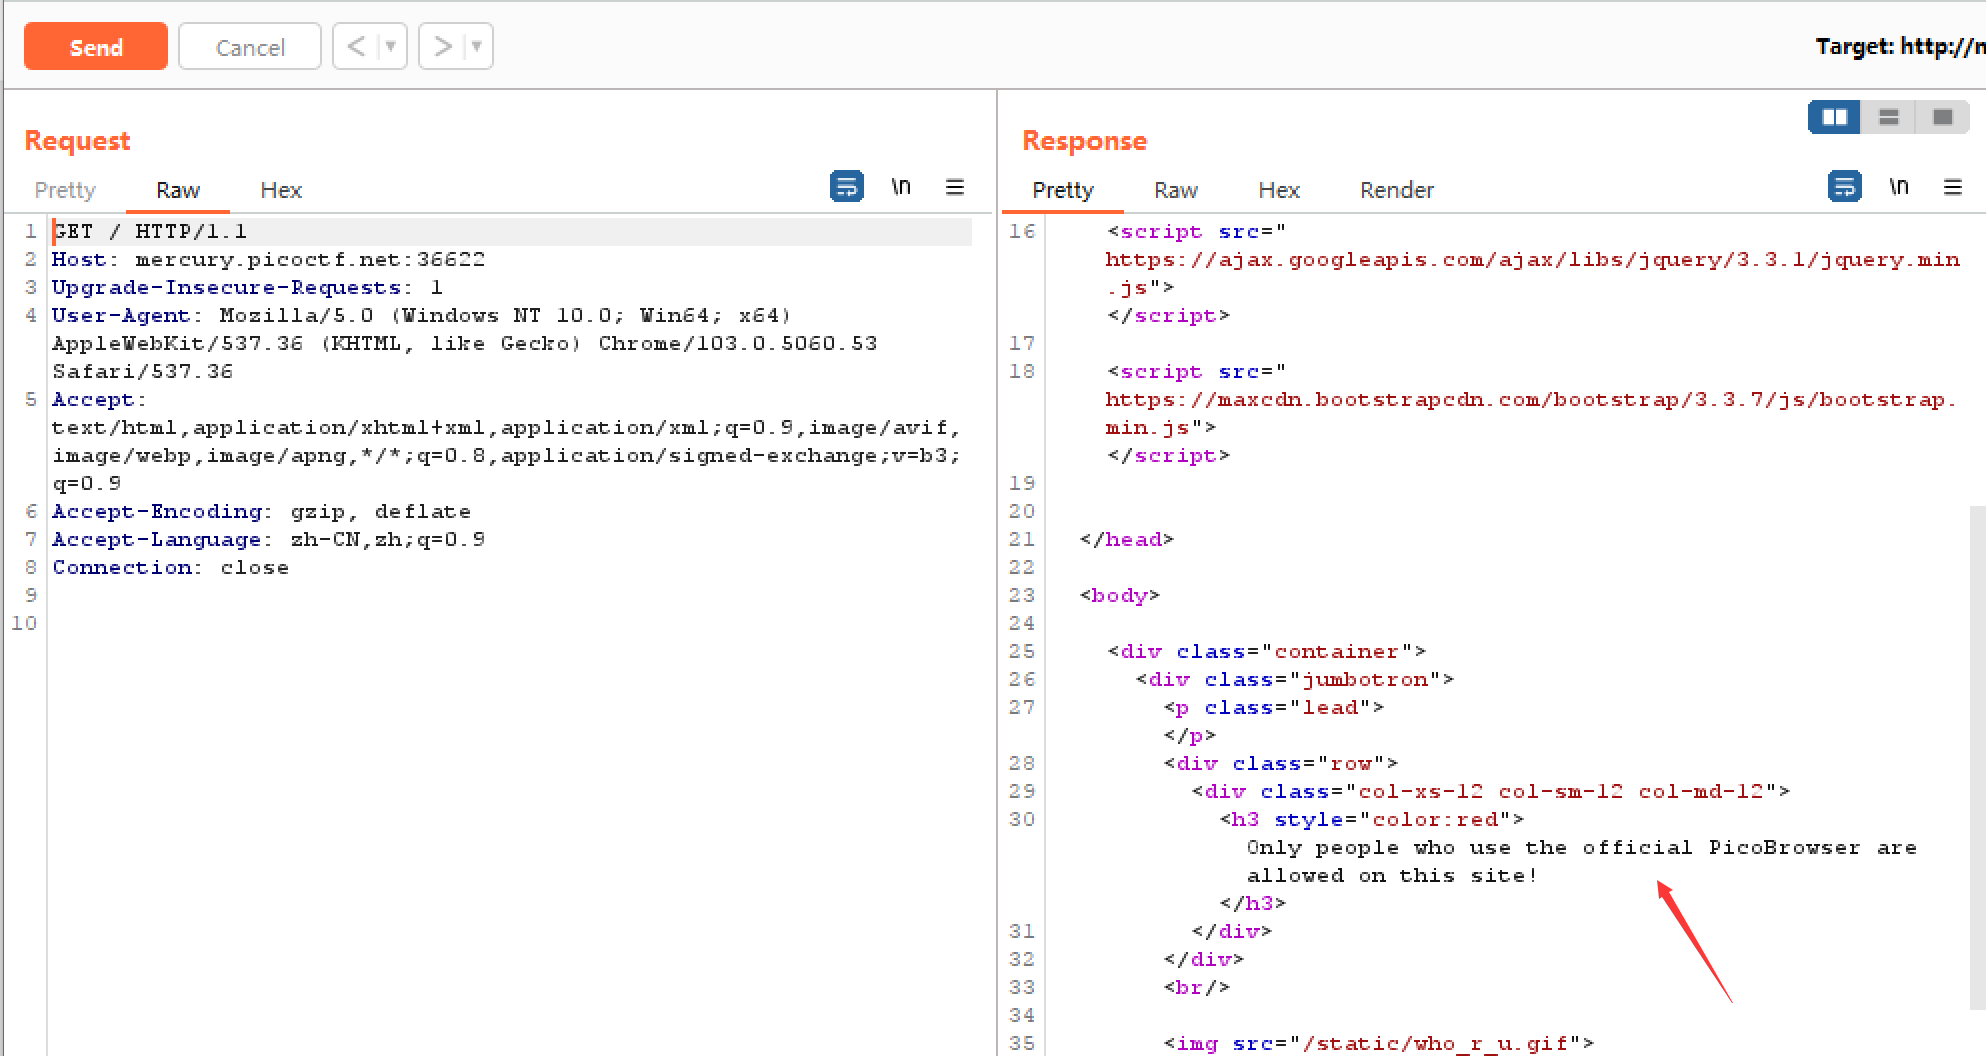 Send Cancel < ▼ > ▼ Target: http://
Request
Pretty Raw Hex \n
1 GET / HTTP/1.1
2 Host: mercury.picoctf.net:36622
3 Upgrade-Insecure-Requests: 1
4 User-Agent: Mozilla/5.0 (Windows NT 10.0; Win64; x64)
AppleWebKit/537.36 (KHTML, like Gecko) Chrome/103.0.5060.53
Safari/537.36
5 Accept:
text/html,application/xhtml+xml,application/xml;q=0.9,image/avif,
image/webp,image/apng,*/*;q=0.8,application/signed-exchange;v=b3;
q=0.9
6 Accept-Encoding: gzip, deflate
7 Accept-Language: zh-CN,zh;q=0.9
8 Connection: close
9
10
Response
Pretty Raw Hex Render \n
16 <script src="
https://ajax.googleapis.com/ajax/libs/jquery/3.3.1/jquery.min
.js">
</script>
17
18 <script src="
https://maxcdn.bootstrapcdn.com/bootstrap/3.3.7/js/bootstrap.
min.js">
</script>
19
20
21 </head>
22
23 <body>
24
25 <div class="container">
26 <div class="jumbotron">
27 <p class="lead">
</p>
28 <div class="row">
29 <div class="col-xs-12 col-sm-12 col-md-12">
30 <h3 style="color:red">
Only people who use the official PicoBrowser are
allowed on this site!
</h3>
31 </div>
32 </div>
33 <br/>
34
35 <img src="/static/who_r_u.gif">